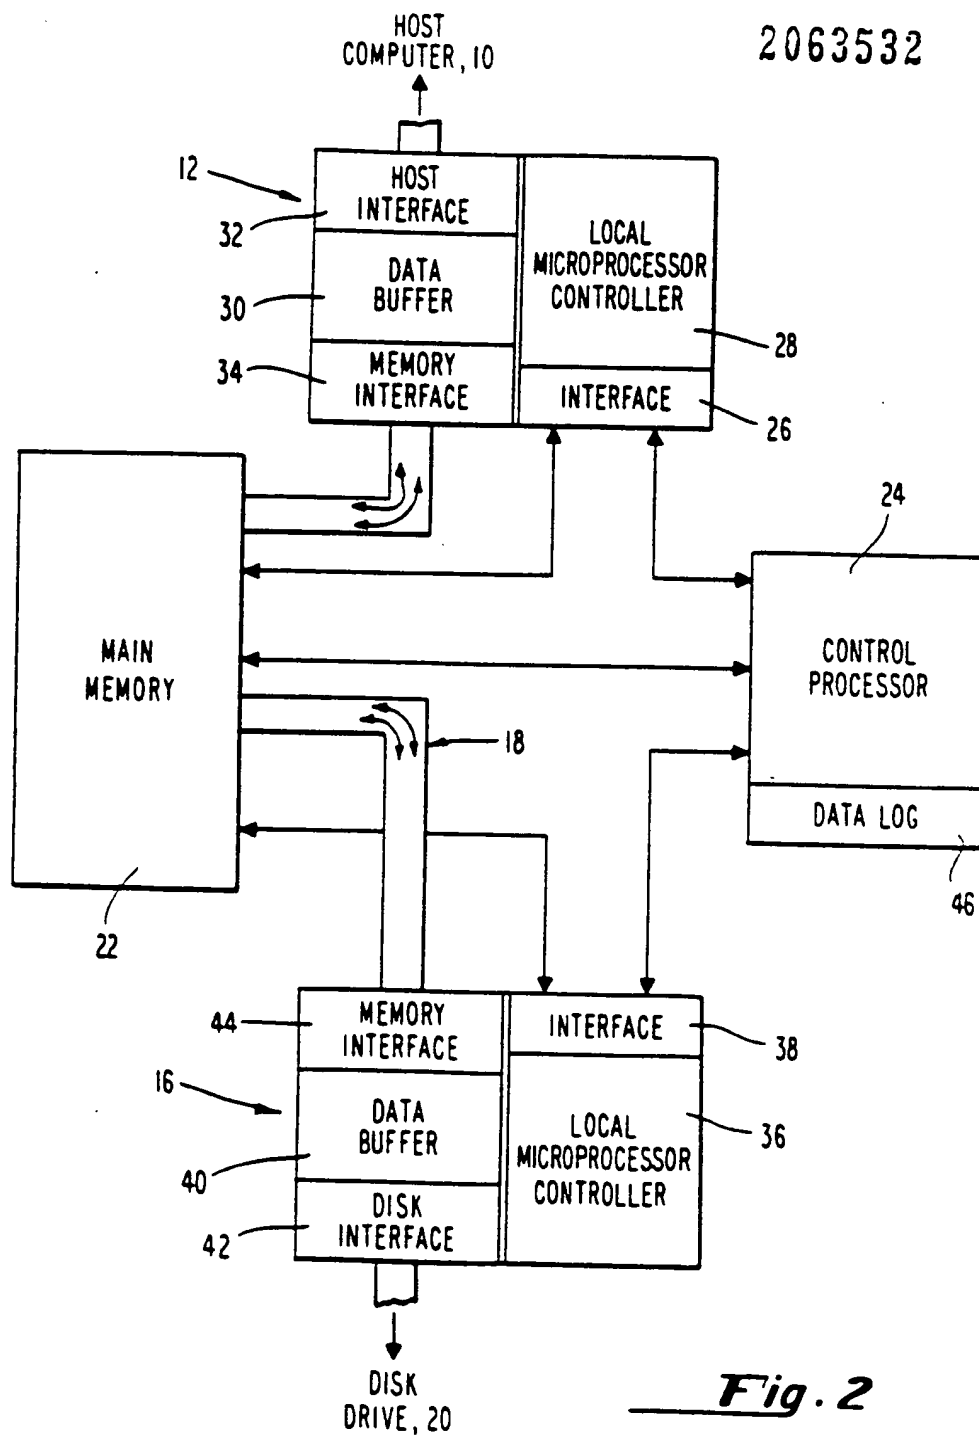 HOST
COMPUTER, 10
2063532
12
HOST
INTERFACE
32
LOCAL
MICROPROCESSOR
CONTROLLER
DATA
BUFFER
30
28
34
MEMORY
INTERFACE
INTERFACE
26
24
MAIN
MEMORY
CONTROL
PROCESSOR
18
DATA LOG
46
22
44
MEMORY
INTERFACE
INTERFACE
38
16
DATA
BUFFER
LOCAL
MICROPROCESSOR
CONTROLLER
36
40
DISK
INTERFACE
42
DISK
DRIVE, 20
Fig. 2